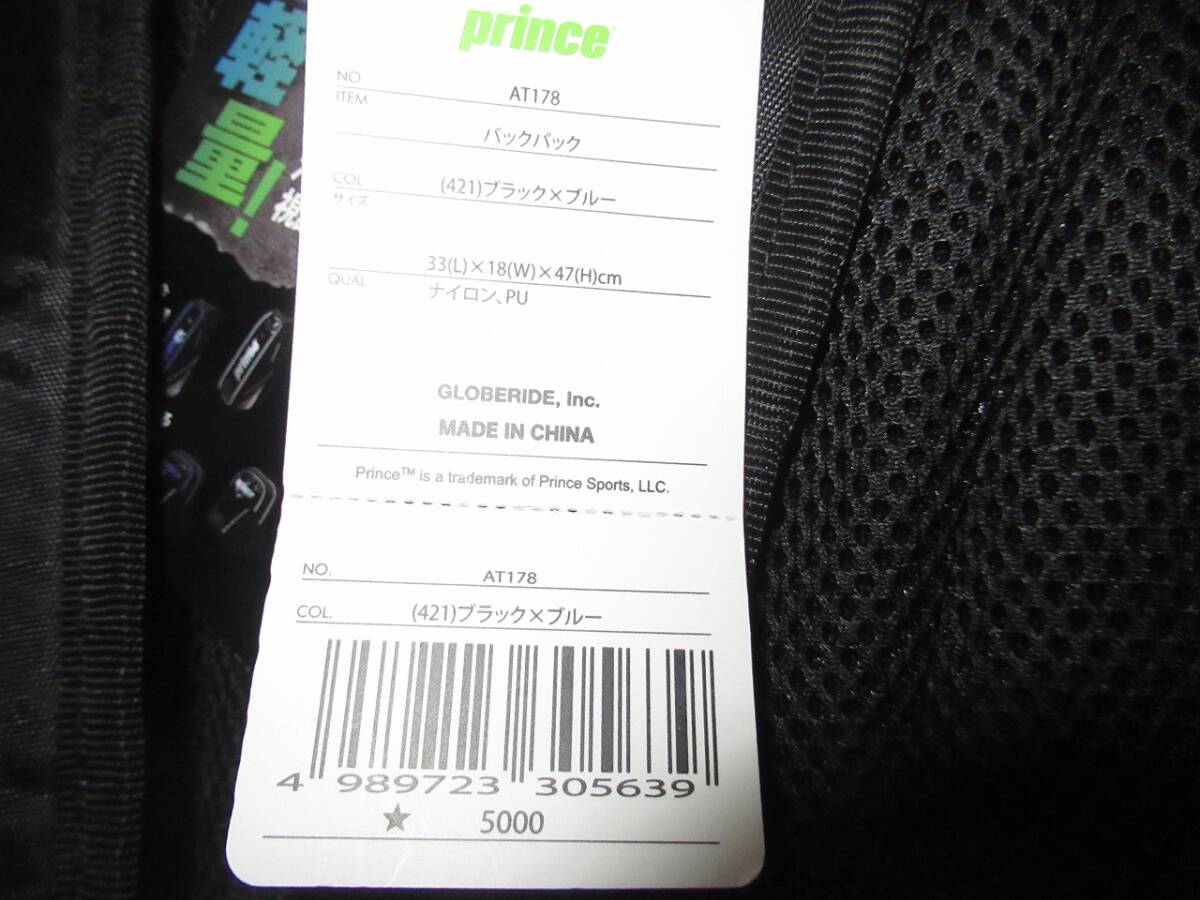 軽
量!
prince
NO
AT178
ITEM
バックパック
COL
(421)ブラック×ブルー
サイズ
33(L)×18(W)×47(H)cm
QUAL
ナイロン、PU
GLOBERIDE, Inc.
MADE IN CHINA
Prince™ is a trademark of Prince Sports, LLC.
NO.
AT178
COL.
(421)ブラック×ブルー
4 989723 305639
★ 5000